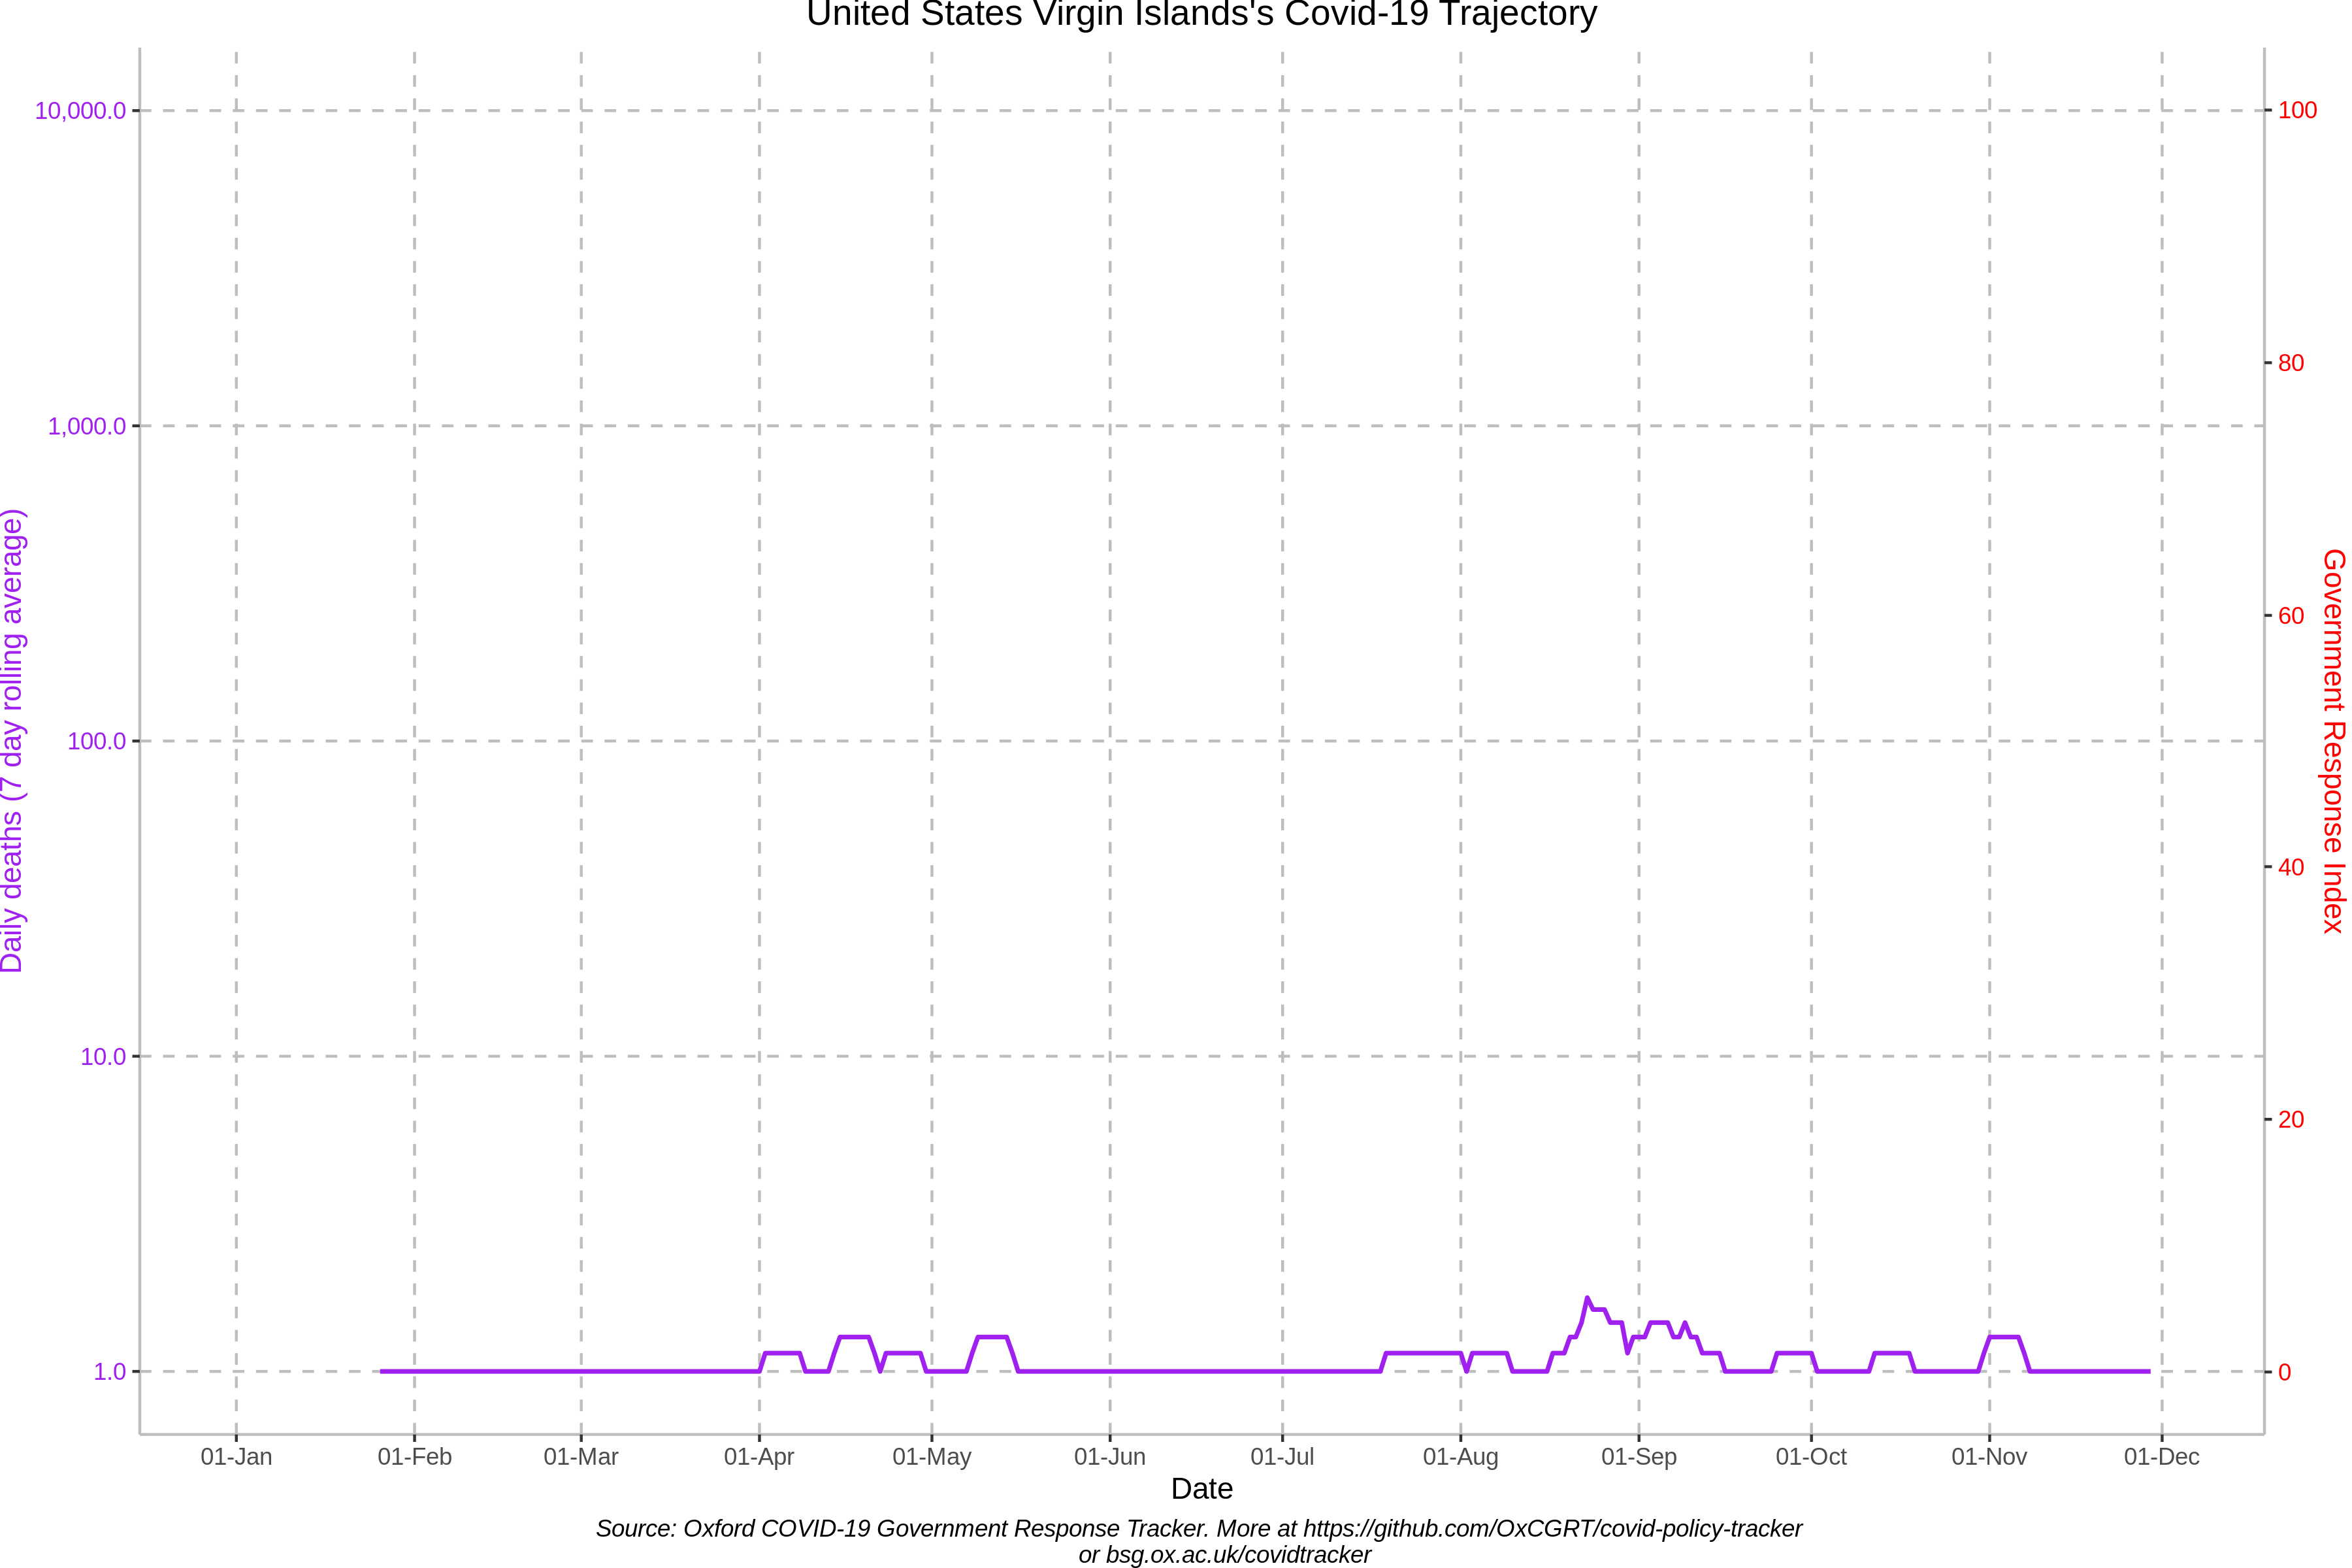 United States Virgin Islands's Covid-19 Trajectory
10,000.0
1,000.0
100.0
10.0
1.0
Daily deaths (7 day rolling average)
100
80
60
40
20
0
Government Response Index
01-Jan 01-Feb 01-Mar 01-Apr 01-May 01-Jun 01-Jul 01-Aug 01-Sep 01-Oct 01-Nov 01-Dec
Date
Source: Oxford COVID-19 Government Response Tracker. More at https://github.com/OxCGRT/covid-policy-tracker
or bsg.ox.ac.uk/covidtracker